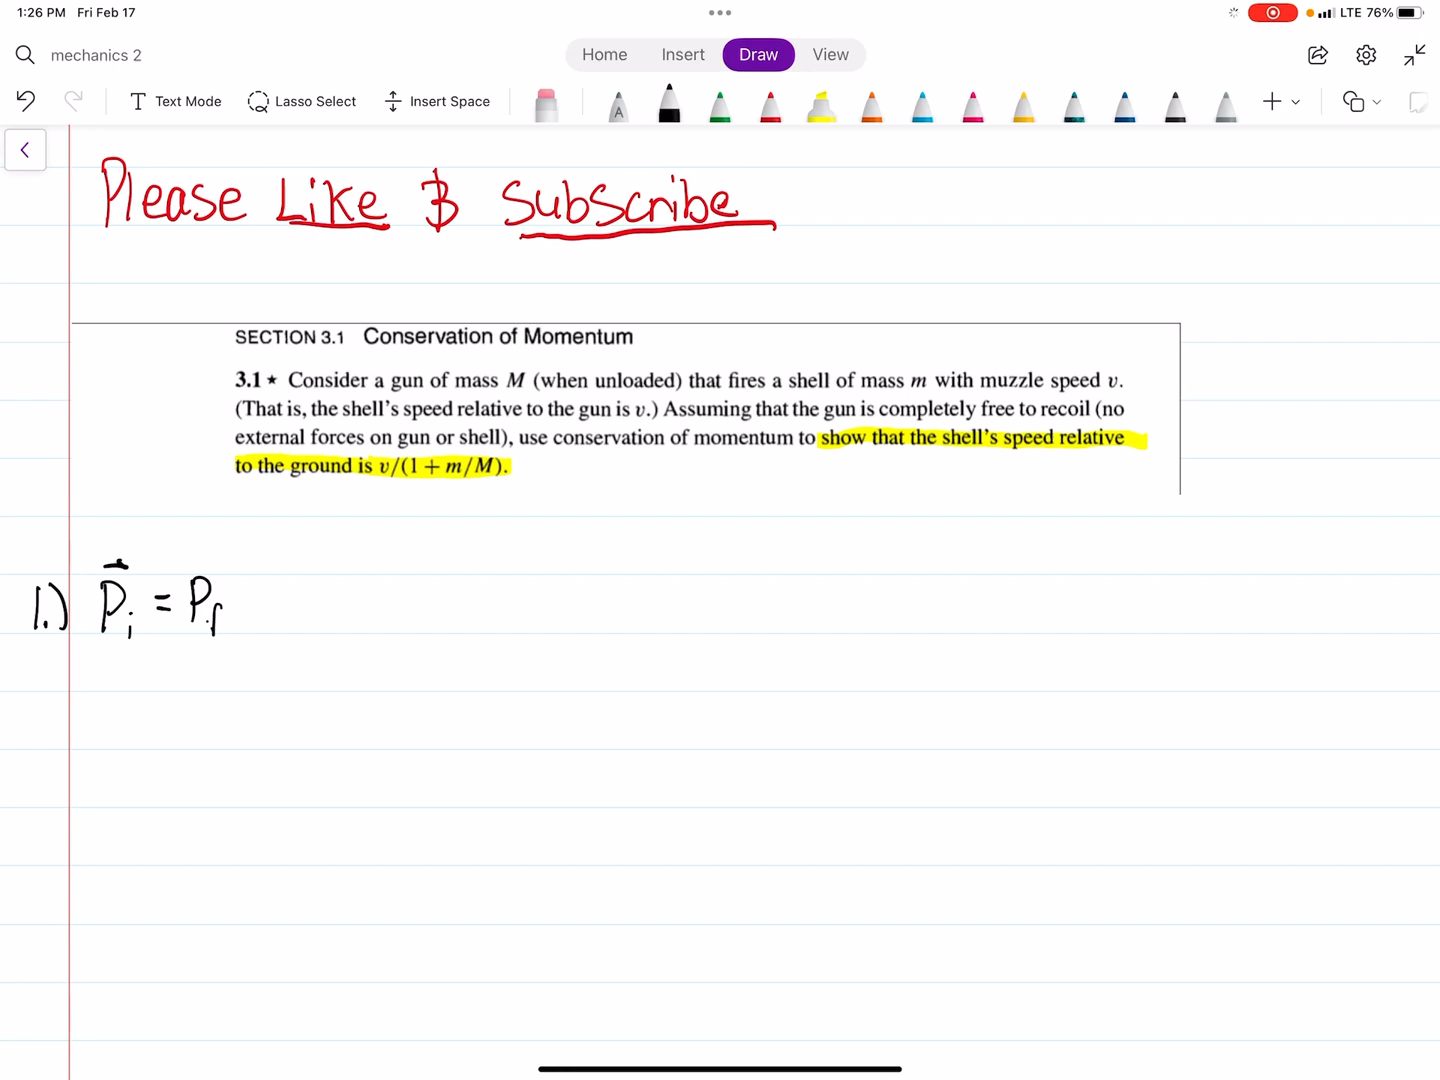 1:26 PM Fri Feb 17
LTE 76%
mechanics 2
Home Insert Draw View
Text Mode Lasso Select Insert Space
A
Please Like & Subscribe
SECTION 3.1 Conservation of Momentum
3.1 ⋆ Consider a gun of mass M (when unloaded) that fires a shell of mass m with muzzle speed v.
(That is, the shell's speed relative to the gun is v.) Assuming that the gun is completely free to recoil (no
external forces on gun or shell), use conservation of momentum to show that the shell's speed relative
to the ground is v/(1 + m/M).
1.) P⃗i = Pf